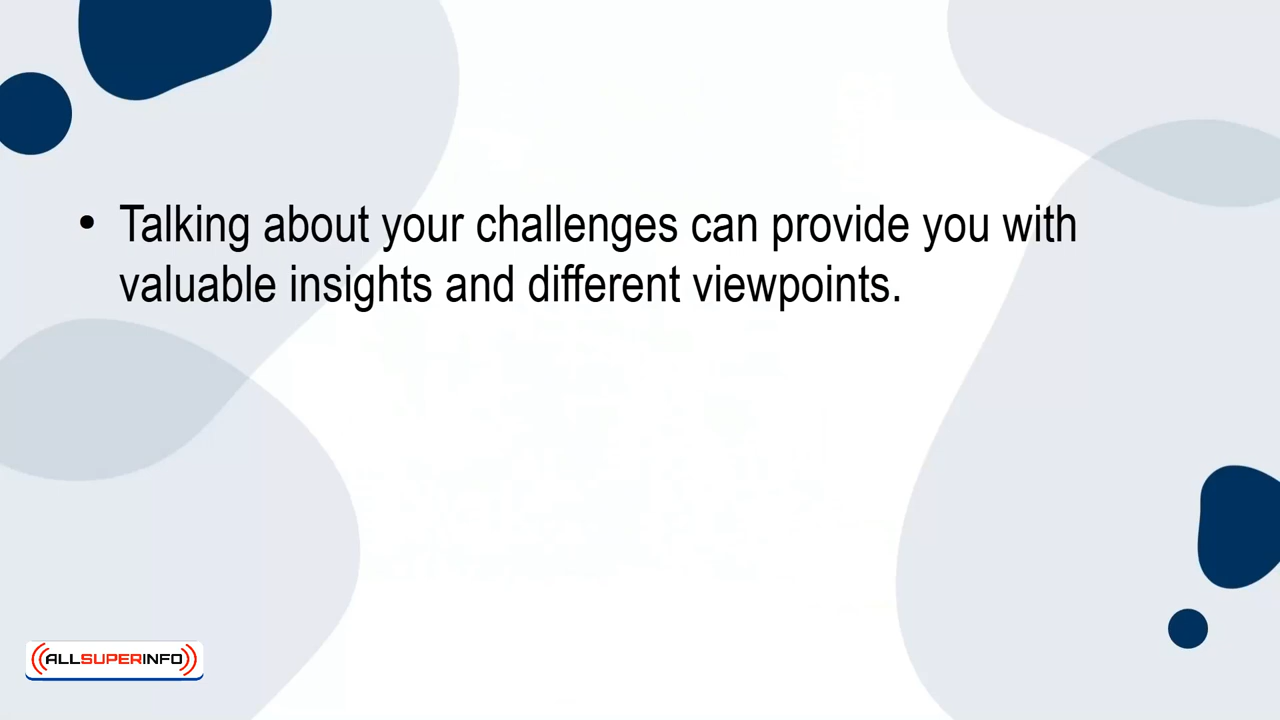 • Talking about your challenges can provide you with
valuable insights and different viewpoints.
((ALLSUPERINFO))